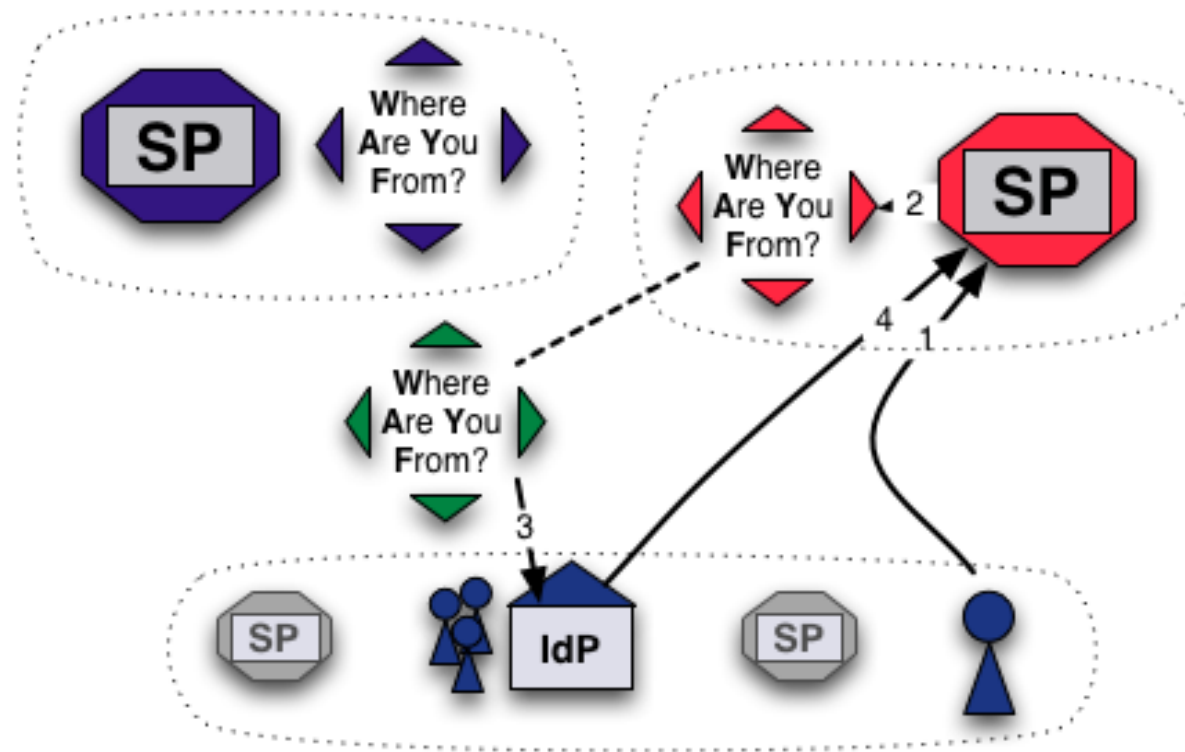 SP
Where
Are You
From?
Where
Are You
From?
2
SP
4
1
Where
Are You
From?
3
SP
IdP
SP